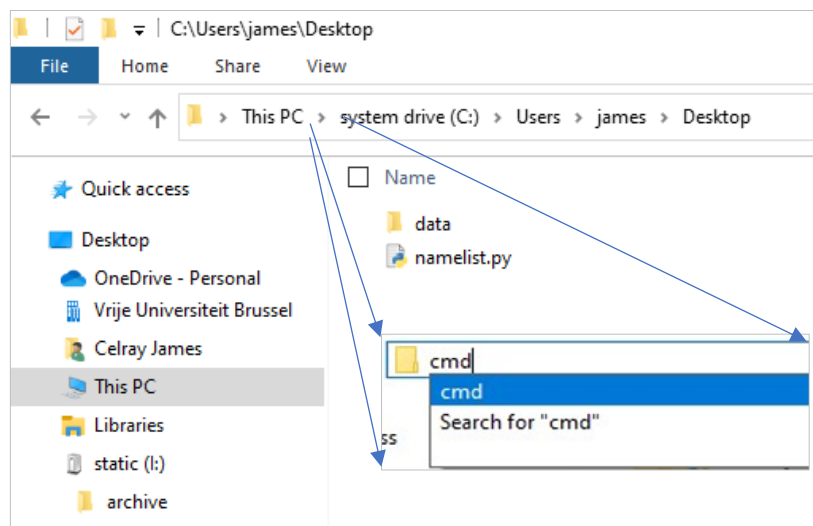 C:\Users\james\Desktop
File Home Share View
This PC > system drive (C:) > Users > james > Desktop
Quick access
Desktop
OneDrive - Personal
Vrije Universiteit Brussel
Celray James
This PC
Libraries
static (I:)
archive
Name
data
namelist.py
cmd
cmd
Search for "cmd"
ss